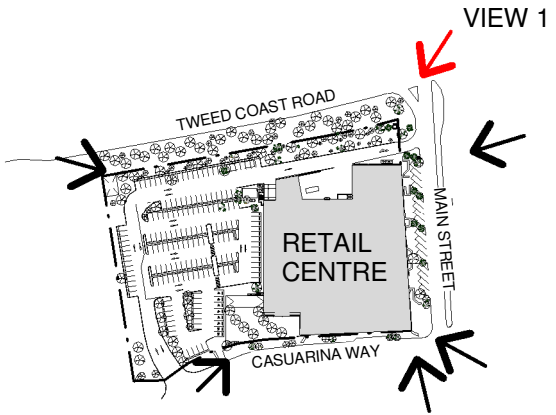 VIEW 1
TWEED COAST ROAD
MAIN STREET
RETAIL
CENTRE
CASUARINA WAY